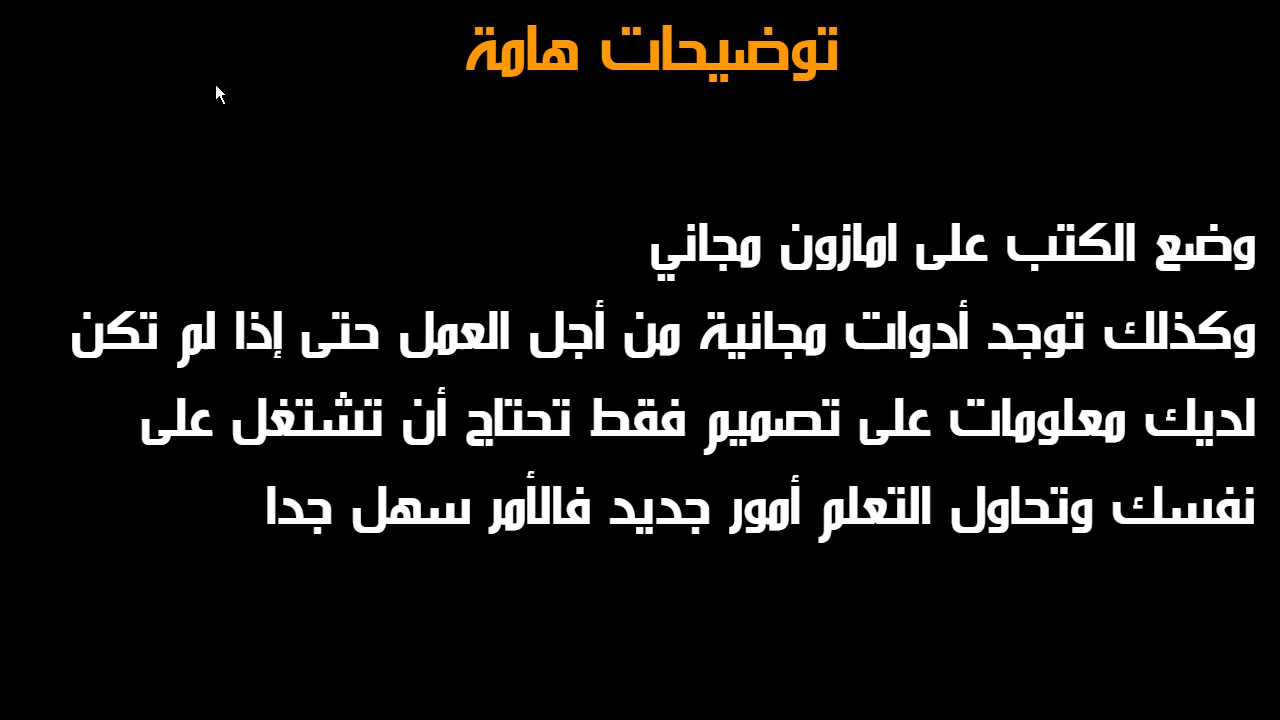 توضيحات هامة
وضع الكتب على امازون مجاني
وكذلك توجد أدوات مجانية من أجل العمل حتى إذا لم تكن
لديك معلومات على تصميم فقط تحتاج أن تشتغل على
نفسك وتحاول التعلم أمور جديد فالأمر سهل جدا